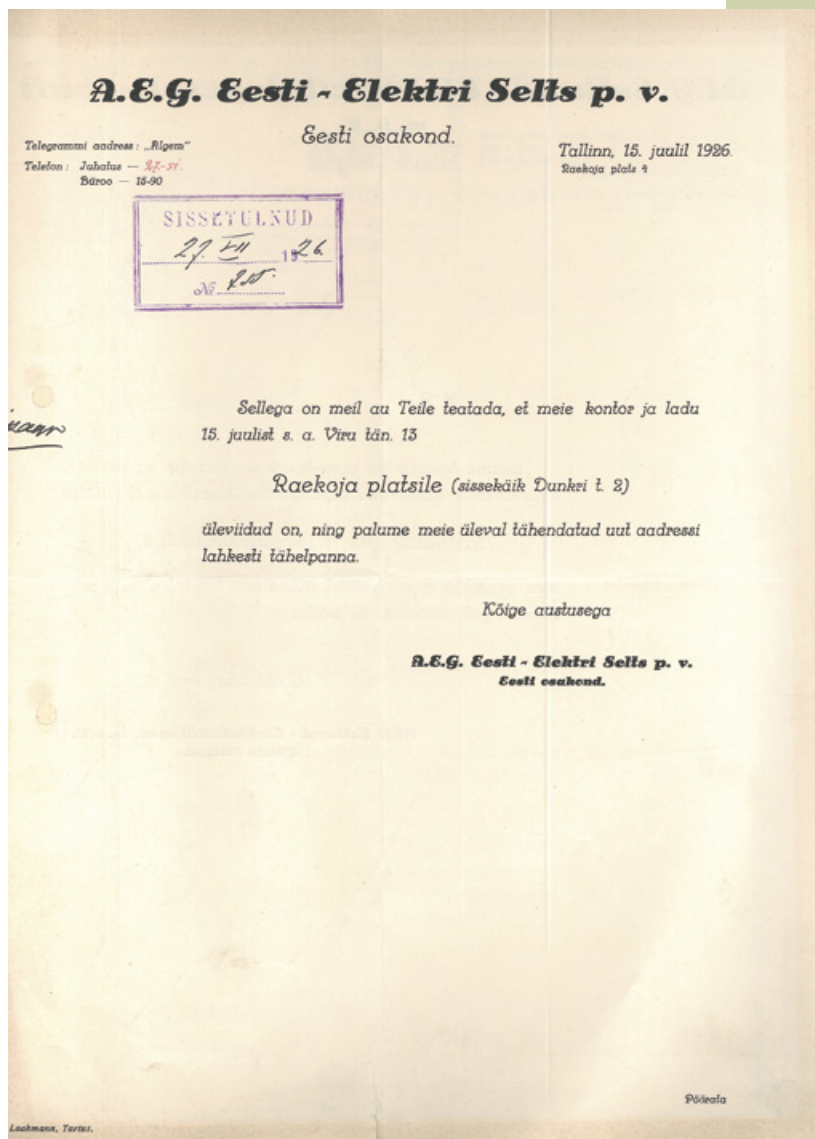 A.E.G. Eesti - Elektri Selts p. v.
Eesti osakond.
Telegrammi aadress: „Algem”
Telefon: Juhatus — 27-51.
Büroo — 15-90
Tallinn, 15. juulil 1926.
Raekoja plats 4
SISSETULNUD
27. VII 1926.
№
Sellega on meil au Teile teatada, et meie kontor ja ladu
15. juulist s. a. Viru tän. 13
Raekoja platsile (sissekäik Dunkri t. 2)
üleviidud on, ning palume meie üleval tähendatud uut aadressi
lahkesti tähelpanna.
Kõige austusega
A.E.G. Eesti - Elektri Selts p. v.
Eesti osakond.
Pöörata
Laakmann, Tartus.